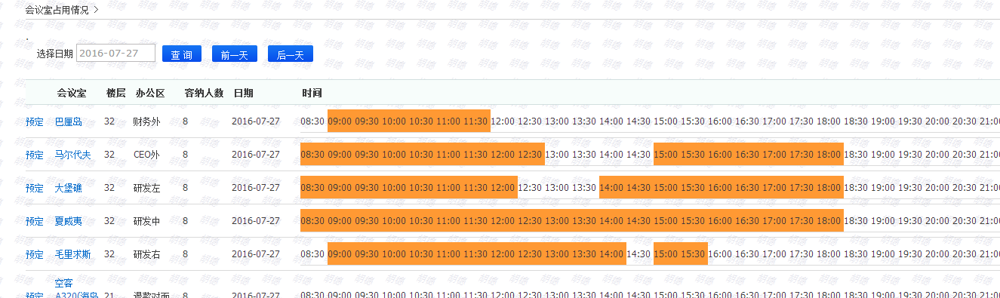 会议室占用情况 >
选择日期 2016-07-27 查 询 前一天 后一天
会议室 楼层 办公区 容纳人数 日期 时间
预定 巴厘岛 32 财务外 8 2016-07-27 08:30 09:00 09:30 10:00 10:30 11:00 11:30 12:00 12:30 13:00 13:30 14:00 14:30 15:00 15:30 16:00 16:30 17:00 17:30 18:00 18:30 19:00 19:30 20:00 20:30 21:00
预定 马尔代夫 32 CEO外 8 2016-07-27 08:30 09:00 09:30 10:00 10:30 11:00 11:30 12:00 12:30 13:00 13:30 14:00 14:30 15:00 15:30 16:00 16:30 17:00 17:30 18:00 18:30 19:00 19:30 20:00 20:30 21:00
预定 大堡礁 32 研发左 8 2016-07-27 08:30 09:00 09:30 10:00 10:30 11:00 11:30 12:00 12:30 13:00 13:30 14:00 14:30 15:00 15:30 16:00 16:30 17:00 17:30 18:00 18:30 19:00 19:30 20:00 20:30 21:00
预定 夏威夷 32 研发中 8 2016-07-27 08:30 09:00 09:30 10:00 10:30 11:00 11:30 12:00 12:30 13:00 13:30 14:00 14:30 15:00 15:30 16:00 16:30 17:00 17:30 18:00 18:30 19:00 19:30 20:00 20:30 21:00
预定 毛里求斯 32 研发右 8 2016-07-27 08:30 09:00 09:30 10:00 10:30 11:00 11:30 12:00 12:30 13:00 13:30 14:00 14:30 15:00 15:30 16:00 16:30 17:00 17:30 18:00 18:30 19:00 19:30 20:00 20:30 21:00
空客
预定 A320(海岛 21 退款对面 8 2016-07-27 08:30 09:00 09:30 10:00 10:30 11:00 11:30 12:00 12:30 13:00 13:30 14:00 14:30 15:00 15:30 16:00 16:30 17:00 17:30 18:00 18:30 19:00 19:30 20:00 20:30 21:00